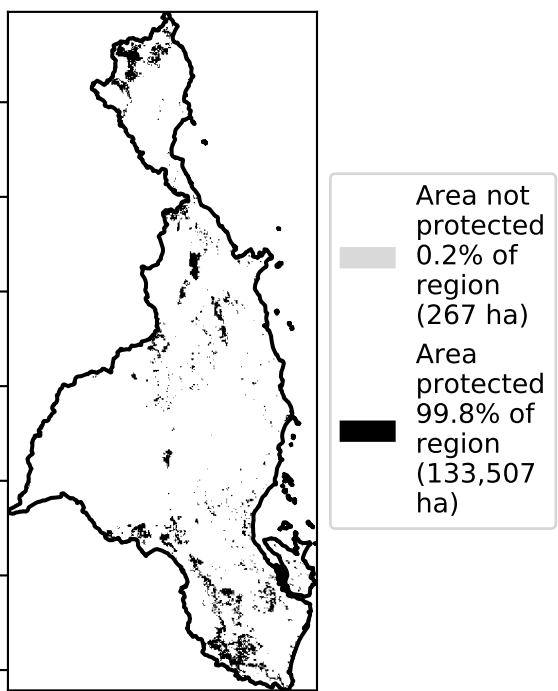 Area not
protected
0.2% of
region
(267 ha)
Area
protected
99.8% of
region
(133,507
ha)